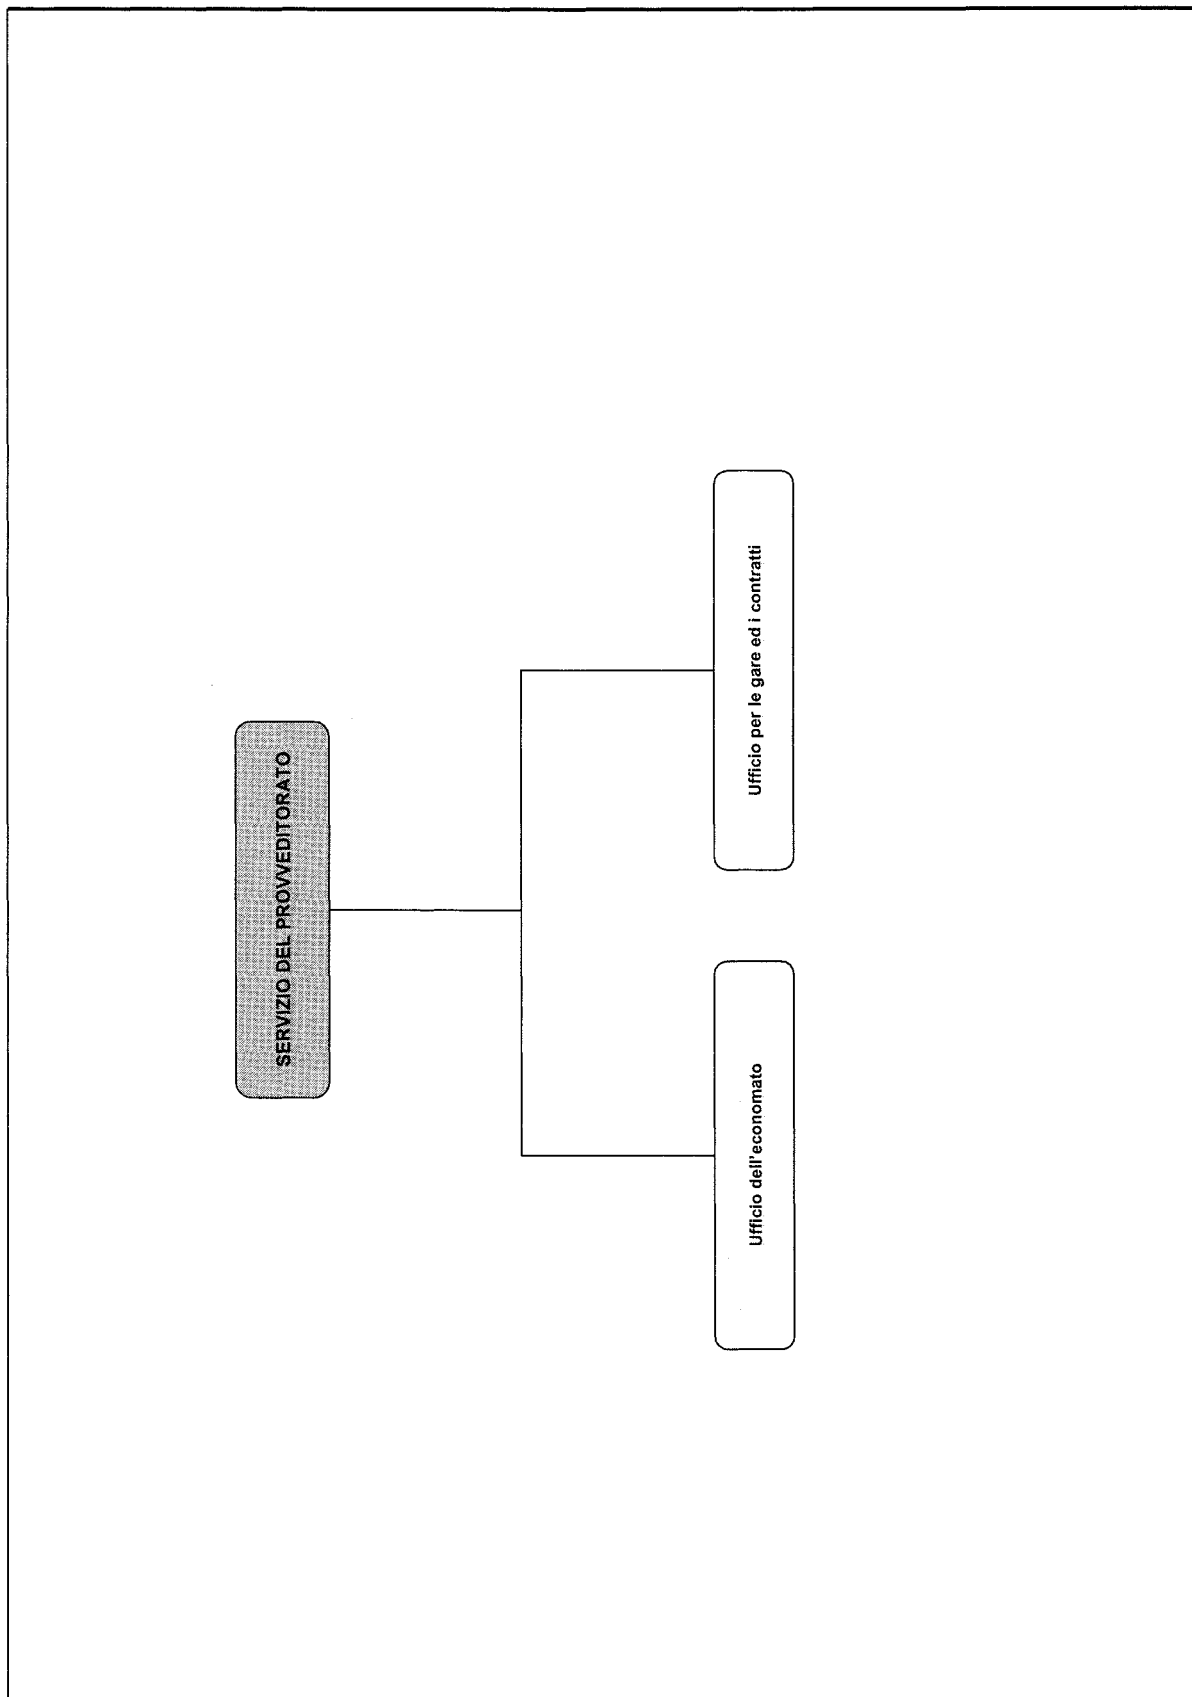 SERVIZIO DEL PROVVEDITORATO
Ufficio dell'economato
Ufficio per le gare ed i contratti